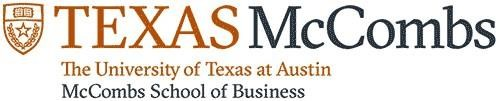 TEXAS McCombs
The University of Texas at Austin
McCombs School of Business